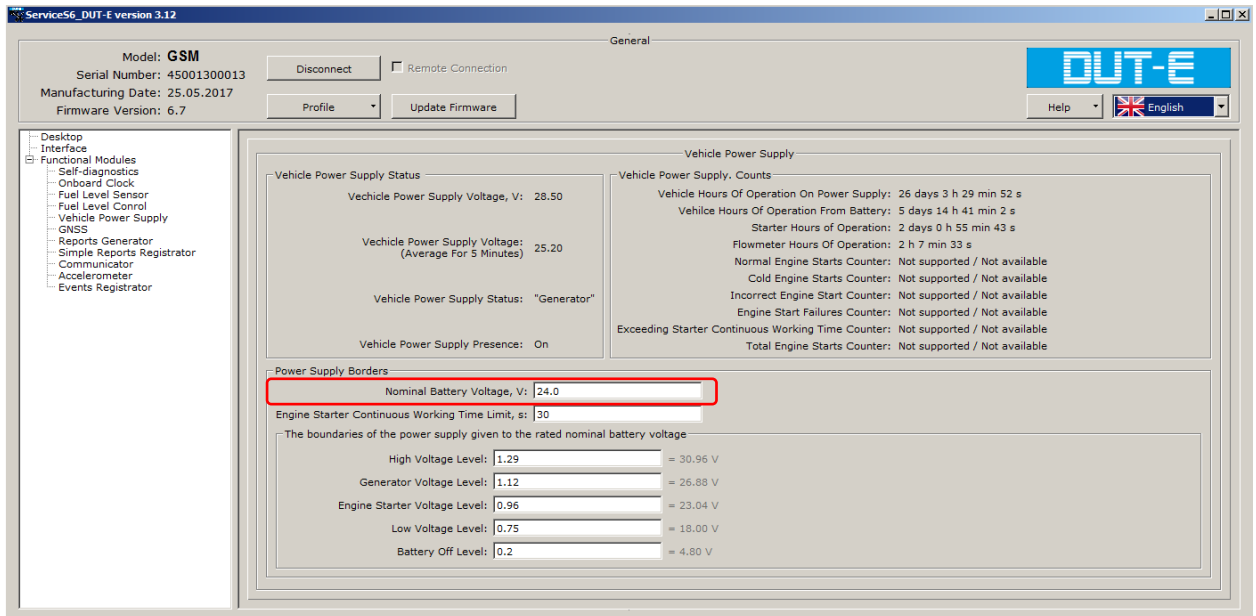 ServiceS6_DUT-E version 3.12
General
Model: GSM
Serial Number: 45001300013
Manufacturing Date: 25.05.2017
Firmware Version: 6.7
Disconnect
Remote Connection
Profile
Update Firmware
DUT-E
Help
English
Desktop
Interface
Functional Modules
Self-diagnostics
Onboard Clock
Fuel Level Sensor
Fuel Level Conrol
Vehicle Power Supply
GNSS
Reports Generator
Simple Reports Registrator
Communicator
Accelerometer
Events Registrator
Vehicle Power Supply
Vehicle Power Supply Status
Vechicle Power Supply Voltage, V: 28.50
Vechicle Power Supply Voltage: 25.20
(Average For 5 Minutes)
Vehicle Power Supply Status: "Generator"
Vehicle Power Supply Presence: On
Vehicle Power Supply. Counts
Vehicle Hours Of Operation On Power Supply: 26 days 3 h 29 min 52 s
Vehilce Hours Of Operation From Battery: 5 days 14 h 41 min 2 s
Starter Hours of Operation: 2 days 0 h 55 min 43 s
Flowmeter Hours Of Operation: 2 h 7 min 33 s
Normal Engine Starts Counter: Not supported / Not available
Cold Engine Starts Counter: Not supported / Not available
Incorrect Engine Start Counter: Not supported / Not available
Engine Start Failures Counter: Not supported / Not available
Exceeding Starter Continuous Working Time Counter: Not supported / Not available
Total Engine Starts Counter: Not supported / Not available
Power Supply Borders
Nominal Battery Voltage, V: 24.0
Engine Starter Continuous Working Time Limit, s: 30
The boundaries of the power supply given to the rated nominal battery voltage
High Voltage Level: 1.29 = 30.96 V
Generator Voltage Level: 1.12 = 26.88 V
Engine Starter Voltage Level: 0.96 = 23.04 V
Low Voltage Level: 0.75 = 18.00 V
Battery Off Level: 0.2 = 4.80 V